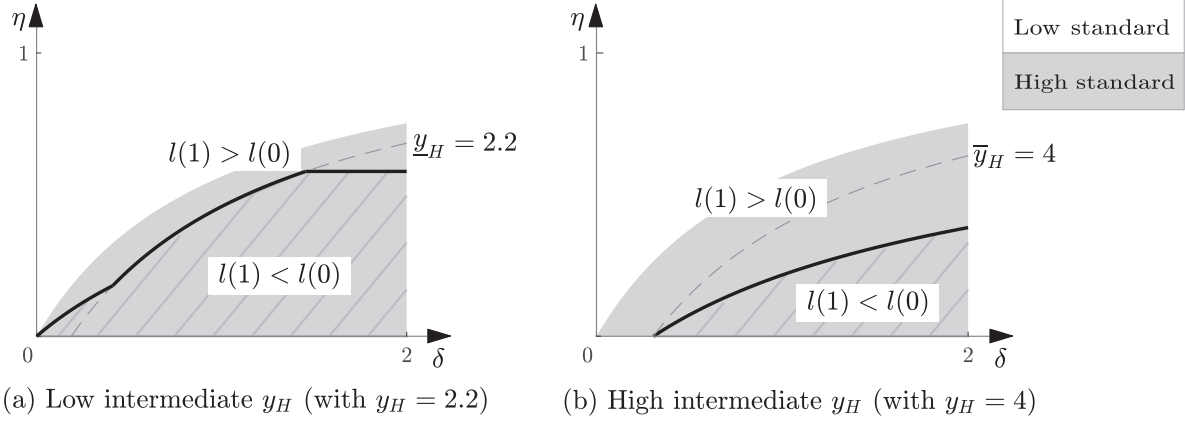 η
1
l(1) > l(0)
y_H = 2.2
l(1) < l(0)
0
2
δ
(a) Low intermediate y_H (with y_H = 2.2)
η
1
Low standard
High standard
l(1) > l(0)
y̅_H = 4
l(1) < l(0)
0
2
δ
(b) High intermediate y_H (with y_H = 4)